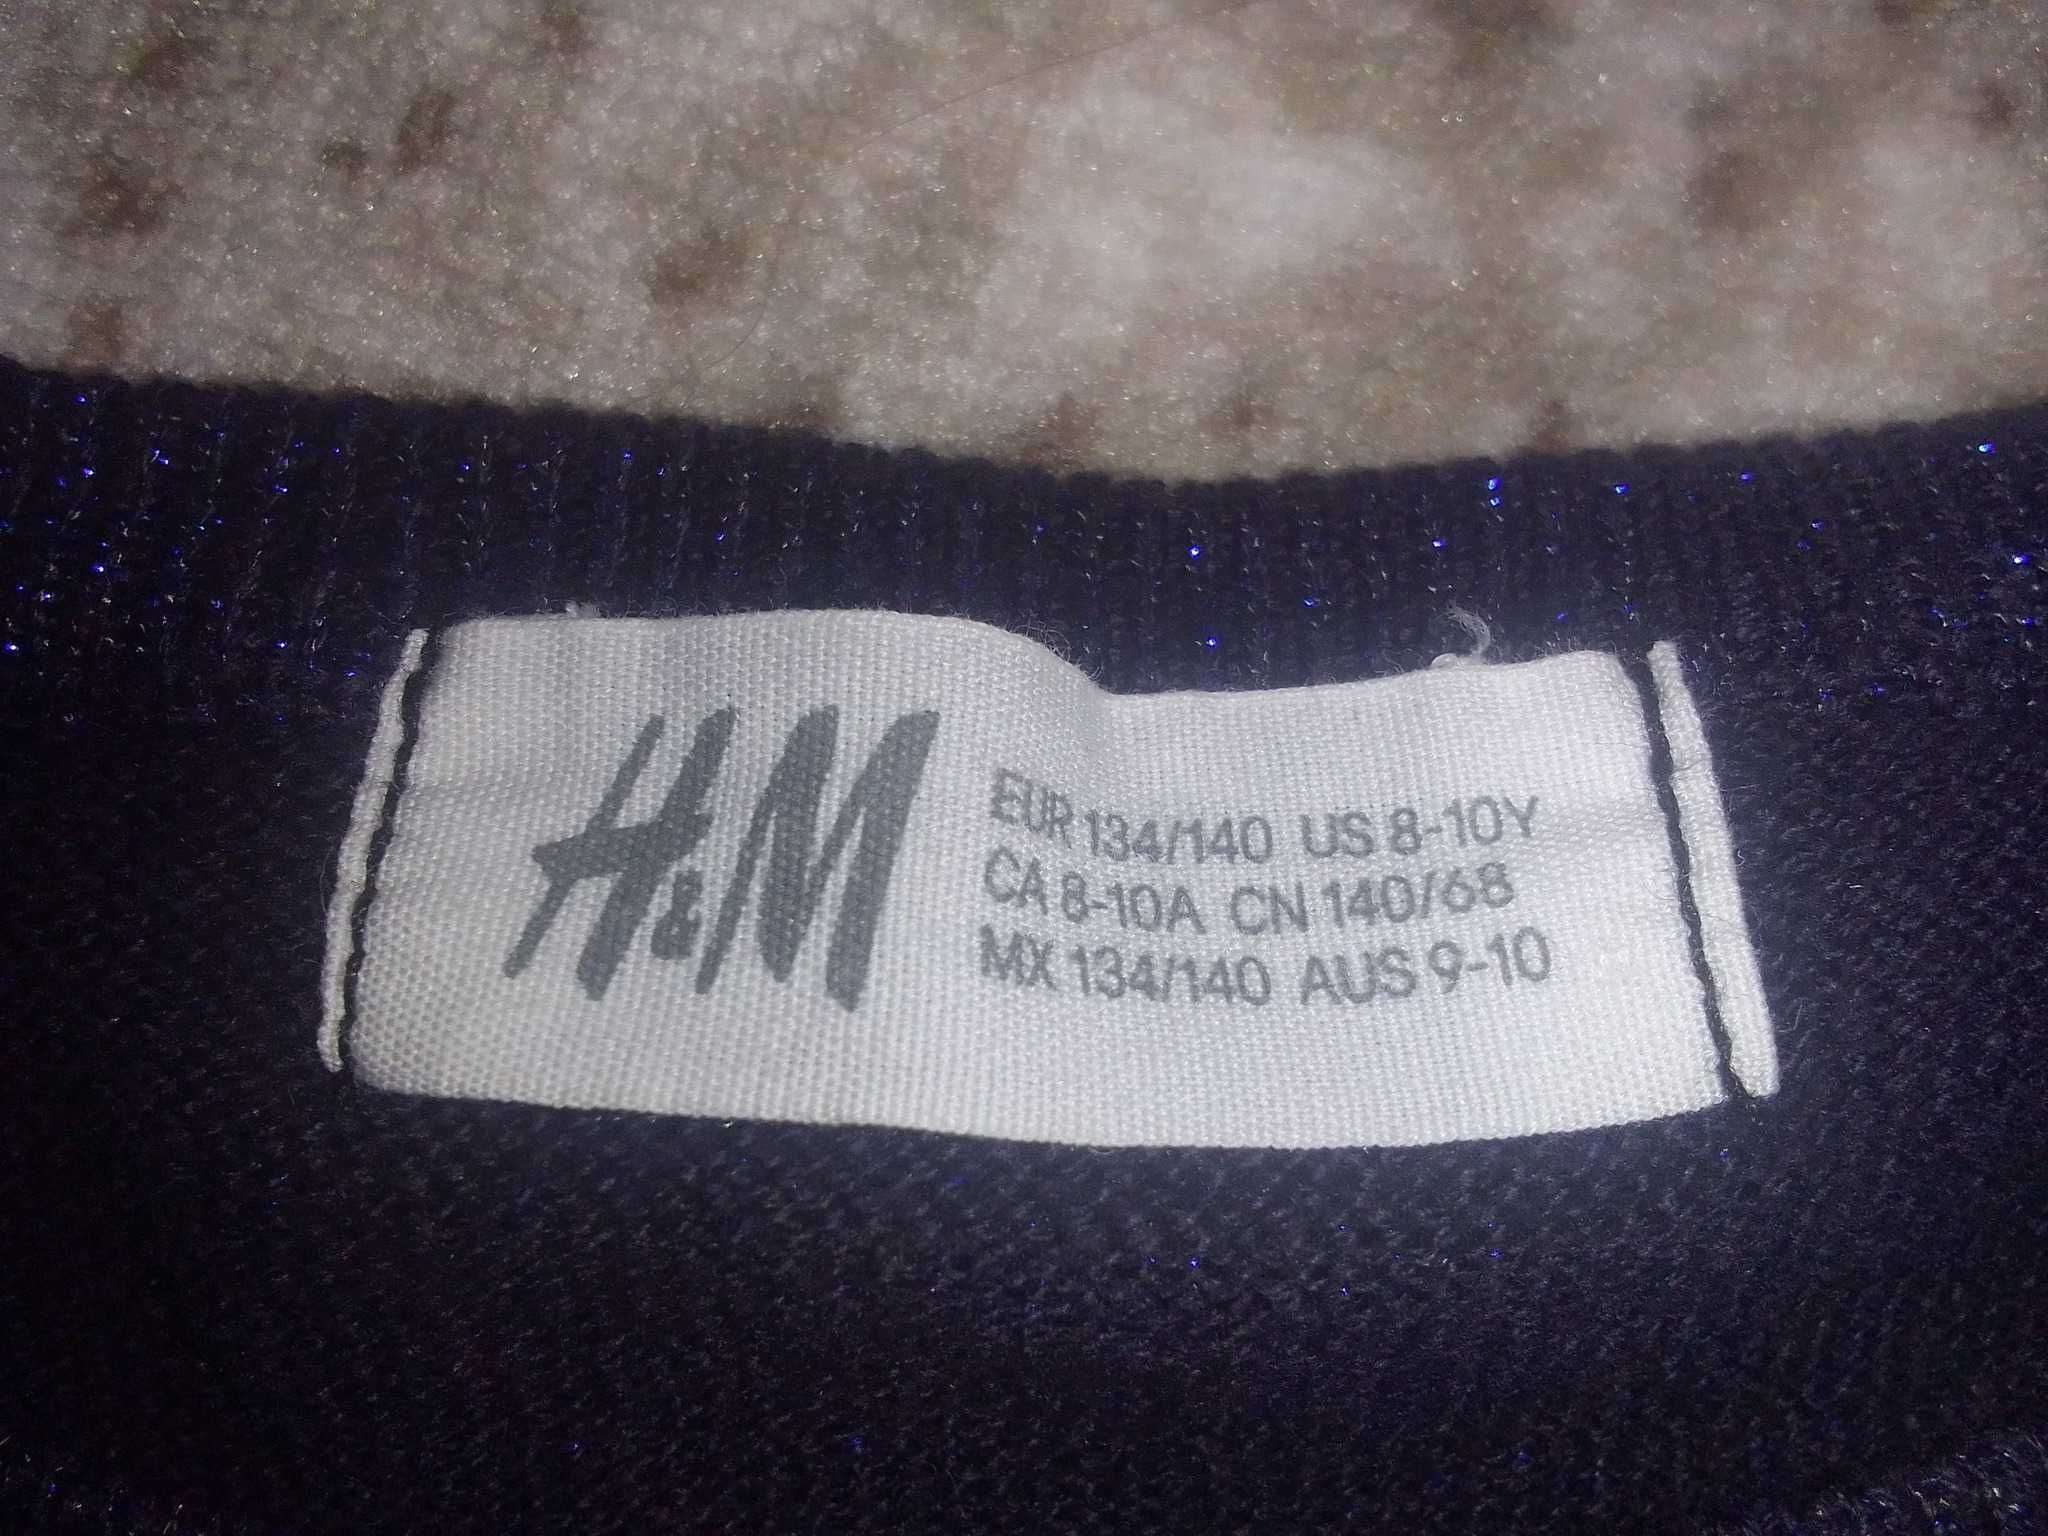 H&M
EUR 134/140 US 8-10Y
CA 8-10A CN 140/68
MX 134/140 AUS 9-10